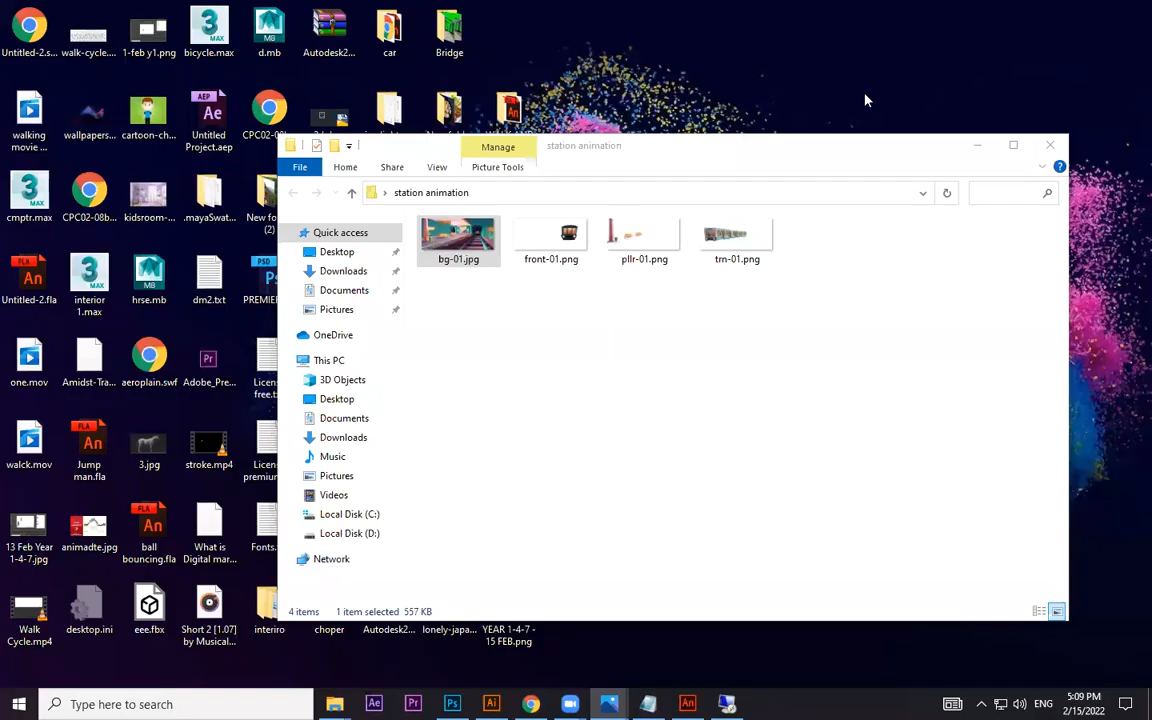 Untitled-2.s...
walk-cycle....
1-feb y1.png
bicycle.max
d.mb
Autodesk2...
car
Bridge
walking
movie ...
wallpapers...
cartoon-ch...
Untitled
Project.aep
CPC02-08b...
cmptr.max
CPC02-08b...
kidsroom-...
.mayaSwat...
New fo
(2)
Untitled-2.fla
interior
1.max
hrse.mb
dm2.txt
PREMIE
one.mov
Amidst-Tra...
aeroplain.swf
Adobe_Pre...
Licens
free.t
walck.mov
Jump
man.fla
3.jpg
stroke.mp4
Licens
premium
13 Feb Year
1-4-7.jpg
animadte.jpg
ball
bouncing.fla
What is
Digital mar...
Fonts.
Walk
Cycle.mp4
desktop.ini
eee.fbx
Short 2 [1.07]
by Musical...
interiro
choper
Autodesk2...
lonely-japa...
YEAR 1-4-7 -
15 FEB.png
Manage
station animation
File
Home
Share
View
Picture Tools
station animation
Quick access
Desktop
Downloads
Documents
Pictures
OneDrive
This PC
3D Objects
Desktop
Documents
Downloads
Music
Pictures
Videos
Local Disk (C:)
Local Disk (D:)
Network
bg-01.jpg
front-01.png
pllr-01.png
trn-01.png
4 items
1 item selected 557 KB
Type here to search
ENG
5:09 PM
2/15/2022